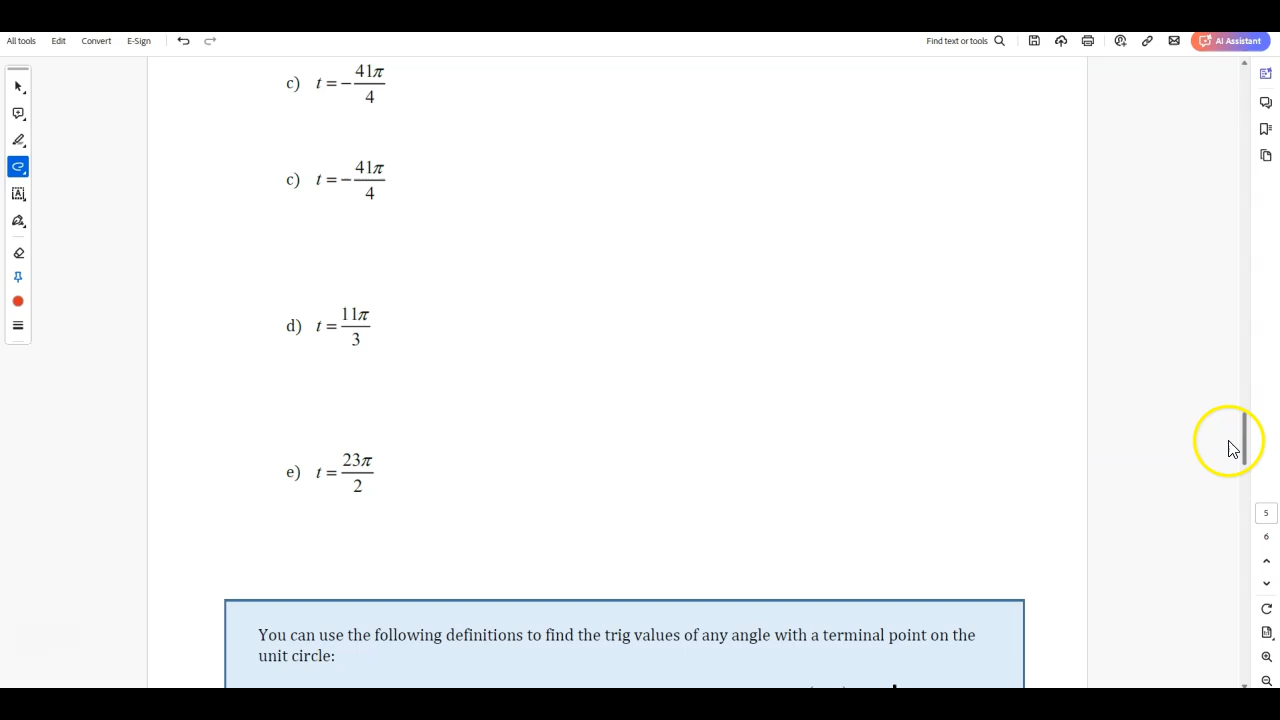 All tools Edit Convert E-Sign Find text or tools AI Assistant
c) t = −41π/4
c) t = −41π/4
d) t = 11π/3
e) t = 23π/2
5
6
You can use the following definitions to find the trig values of any angle with a terminal point on the
unit circle: